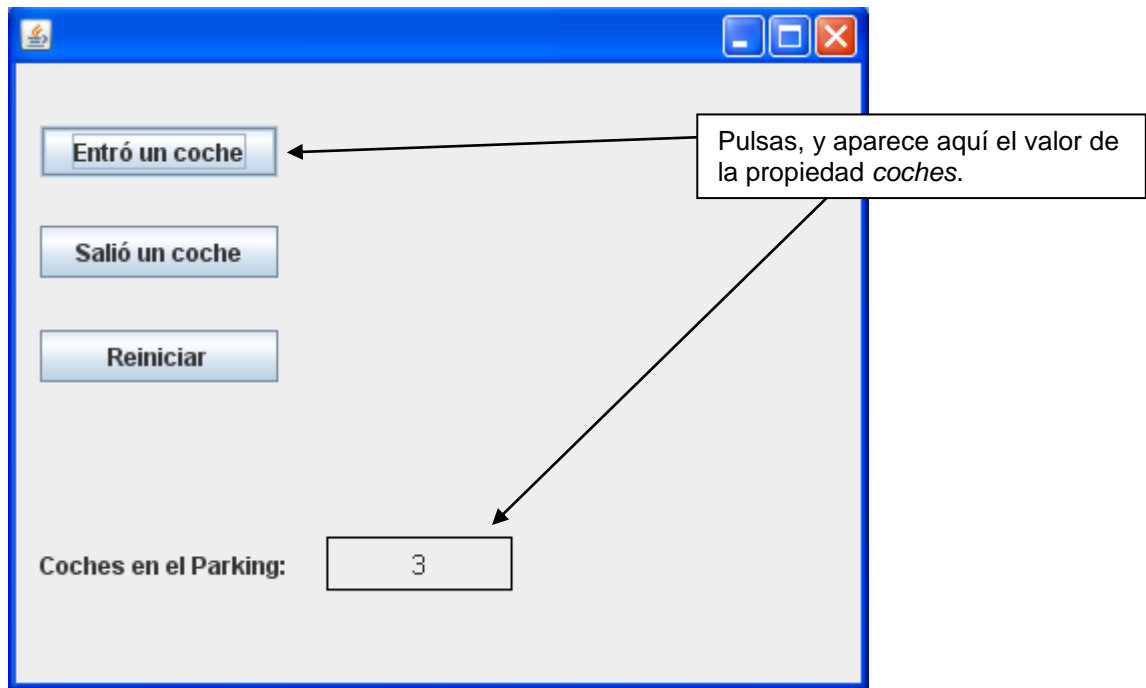 Entró un coche
Pulsas, y aparece aquí el valor de
la propiedad coches.
Salió un coche
Reiniciar
Coches en el Parking:
3